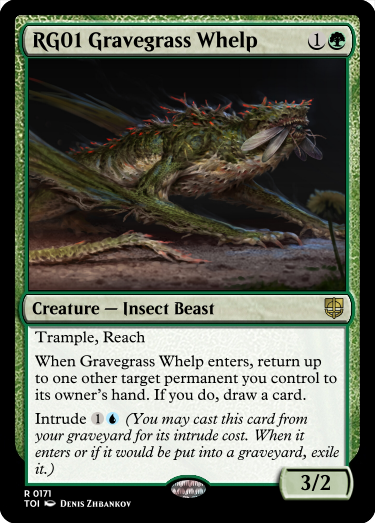 RG01 Gravegrass Whelp 1
Creature — Insect Beast
Trample, Reach
When Gravegrass Whelp enters, return up
to one other target permanent you control to
its owner's hand. If you do, draw a card.
Intrude 1 (You may cast this card from
your graveyard for its intrude cost. When it
enters or if it would be put into a graveyard, exile
it.)
3/2
R 0171
TOI Denis Zhbankov